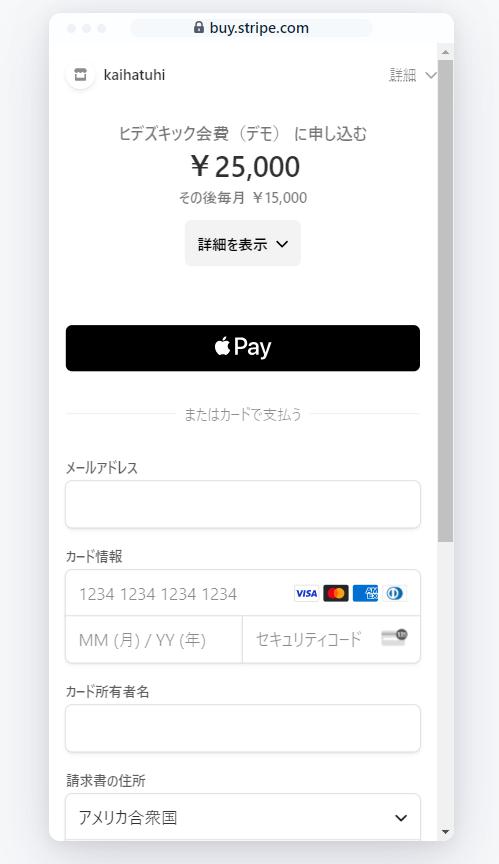 buy.stripe.com
kaihatuhi
詳細
ヒデズキック会費（デモ） に申し込む
￥25,000
その後毎月 ￥15,000
詳細を表示
Pay
またはカードで支払う
メールアドレス
カード情報
1234 1234 1234 1234
VISA
AM EX
MM (月) / YY (年)
セキュリティコード
カード所有者名
請求書の住所
アメリカ合衆国